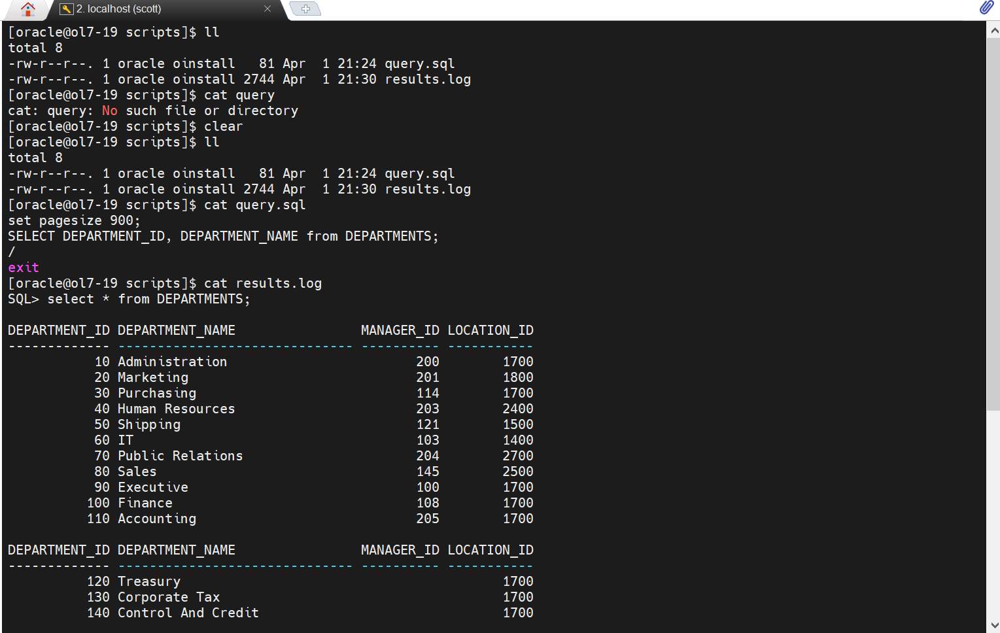 2. localhost (scott)
[oracle@ol7-19 scripts]$ ll
total 8
-rw-r--r--. 1 oracle oinstall   81 Apr  1 21:24 query.sql
-rw-r--r--. 1 oracle oinstall 2744 Apr  1 21:30 results.log
[oracle@ol7-19 scripts]$ cat query
cat: query: No such file or directory
[oracle@ol7-19 scripts]$ clear
[oracle@ol7-19 scripts]$ ll
total 8
-rw-r--r--. 1 oracle oinstall   81 Apr  1 21:24 query.sql
-rw-r--r--. 1 oracle oinstall 2744 Apr  1 21:30 results.log
[oracle@ol7-19 scripts]$ cat query.sql
set pagesize 900;
SELECT DEPARTMENT_ID, DEPARTMENT_NAME from DEPARTMENTS;
/
exit
[oracle@ol7-19 scripts]$ cat results.log
SQL> select * from DEPARTMENTS;

DEPARTMENT_ID DEPARTMENT_NAME                MANAGER_ID LOCATION_ID
------------- ------------------------------ ---------- -----------
           10 Administration                        200        1700
           20 Marketing                             201        1800
           30 Purchasing                            114        1700
           40 Human Resources                       203        2400
           50 Shipping                              121        1500
           60 IT                                    103        1400
           70 Public Relations                      204        2700
           80 Sales                                 145        2500
           90 Executive                             100        1700
          100 Finance                               108        1700
          110 Accounting                            205        1700

DEPARTMENT_ID DEPARTMENT_NAME                MANAGER_ID LOCATION_ID
------------- ------------------------------ ---------- -----------
          120 Treasury                                         1700
          130 Corporate Tax                                    1700
          140 Control And Credit                               1700